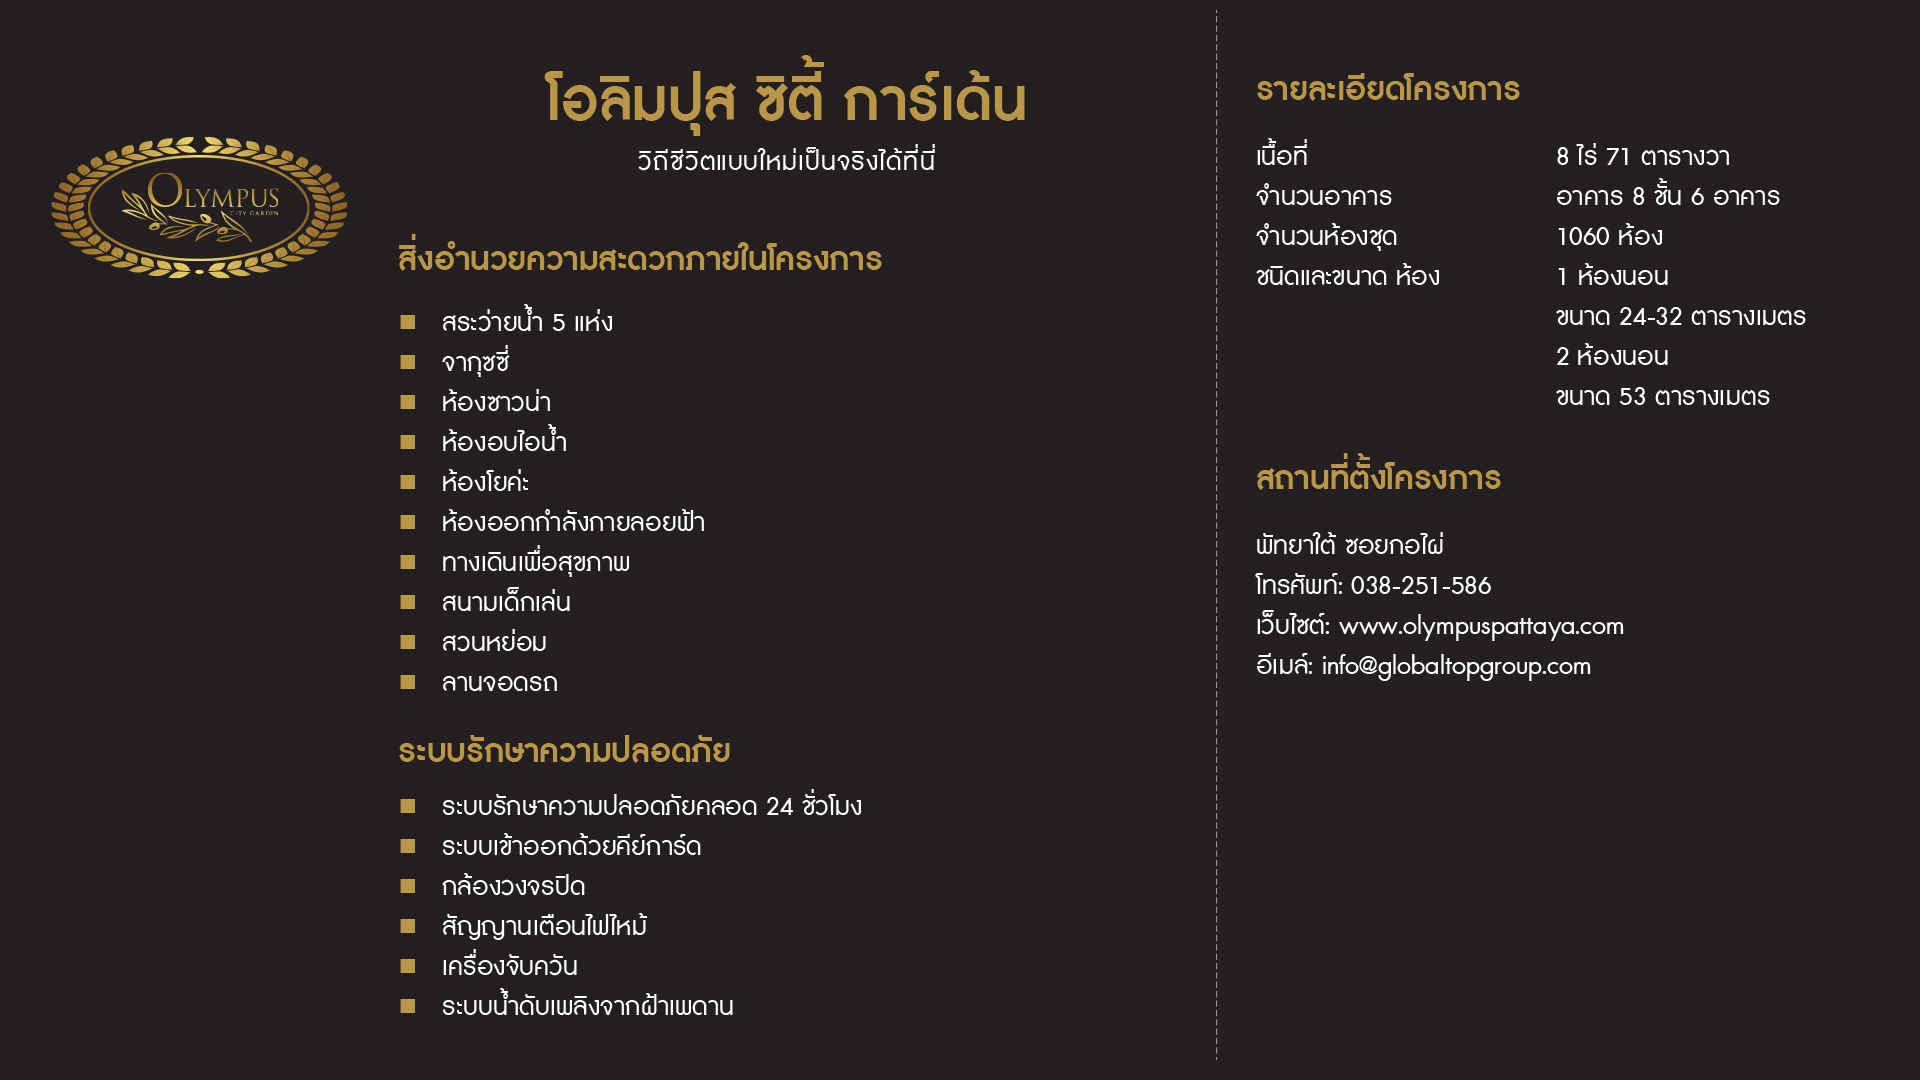 OLYMPUS
CITY GARDEN
โอลิมปุส ซิตี้ การ์เด้น
วิถีชีวิตแบบใหม่เป็นจริงได้ที่นี่
สิ่งอำนวยความสะดวกภายในโครงการ
สระว่ายน้ำ 5 แห่ง
จากุซซี่
ห้องซาวน่า
ห้องอบไอน้ำ
ห้องโยค่ะ
ห้องออกกำลังกายลอยฟ้า
ทางเดินเพื่อสุขภาพ
สนามเด็กเล่น
สวนหย่อม
ลานจอดรถ
ระบบรักษาความปลอดภัย
ระบบรักษาความปลอดภัยคลอด 24 ชั่วโมง
ระบบเข้าออกด้วยคีย์การ์ด
กล้องวงจรปิด
สัญญานเตือนไฟไหม้
เครื่องจับควัน
ระบบน้ำดับเพลิงจากฝ้าเพดาน
รายละเอียดโครงการ
เนื้อที่ 8 ไร่ 71 ตารางวา
จำนวนอาคาร อาคาร 8 ชั้น 6 อาคาร
จำนวนห้องชุด 1060 ห้อง
ชนิดและขนาด ห้อง 1 ห้องนอน
ขนาด 24-32 ตารางเมตร
2 ห้องนอน
ขนาด 53 ตารางเมตร
สถานที่ตั้งโครงการ
พัทยาใต้ ซอยกอไผ่
โทรศัพท์: 038-251-586
เว็บไซต์: www.olympuspattaya.com
อีเมล์: info@globaltopgroup.com